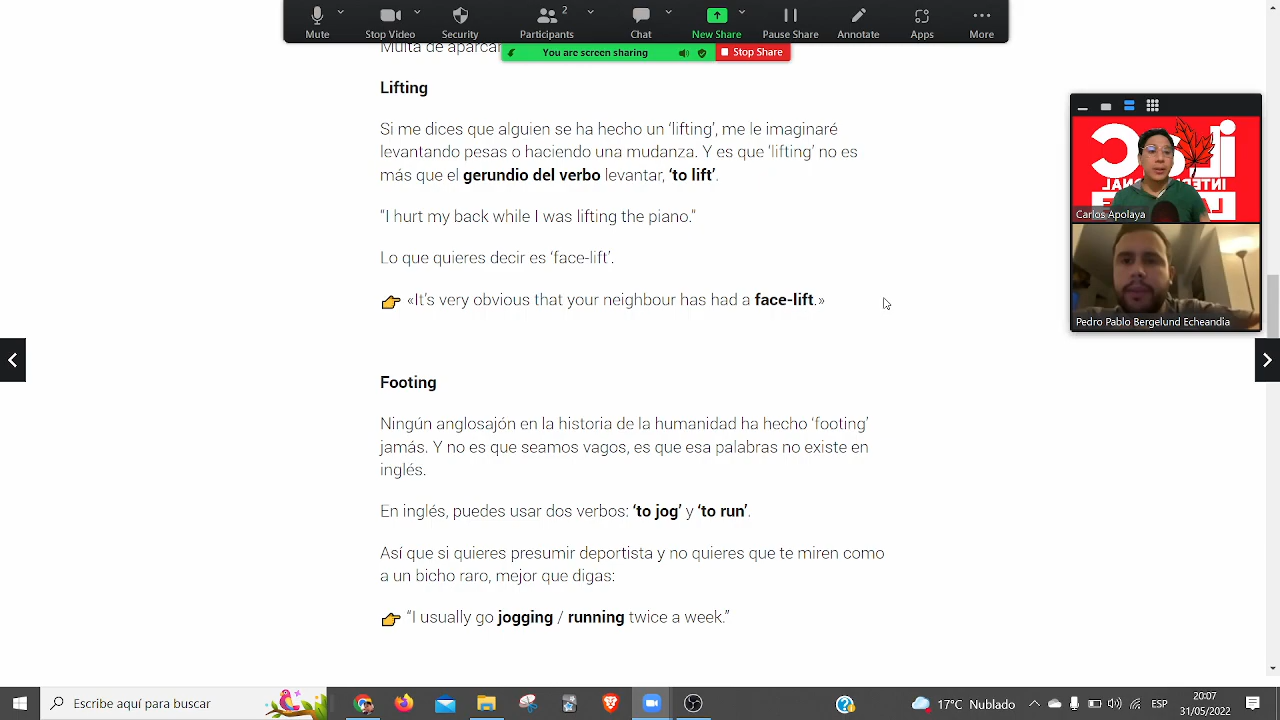 Mute
Stop Video
Security
2
Participants
Chat
New Share
Pause Share
Annotate
Apps
More
Multa de aparcar
You are screen sharing
Stop Share
Lifting
Si me dices que alguien se ha hecho un ‘lifting’, me le imaginaré
levantando pesas o haciendo una mudanza. Y es que ‘lifting’ no es
más que el gerundio del verbo levantar, ‘to lift’.
"I hurt my back while I was lifting the piano."
Lo que quieres decir es ‘face-lift’.
«It’s very obvious that your neighbour has had a face-lift.»
Footing
Ningún anglosajón en la historia de la humanidad ha hecho ‘footing’
jamás. Y no es que seamos vagos, es que esa palabras no existe en
inglés.
En inglés, puedes usar dos verbos: ‘to jog’ y ‘to run’.
Así que si quieres presumir deportista y no quieres que te miren como
a un bicho raro, mejor que digas:
“I usually go jogging / running twice a week.”
Carlos Apolaya
Pedro Pablo Bergelund Echeandia
Escribe aquí para buscar
17°C Nublado
ESP
20:07
31/05/2022